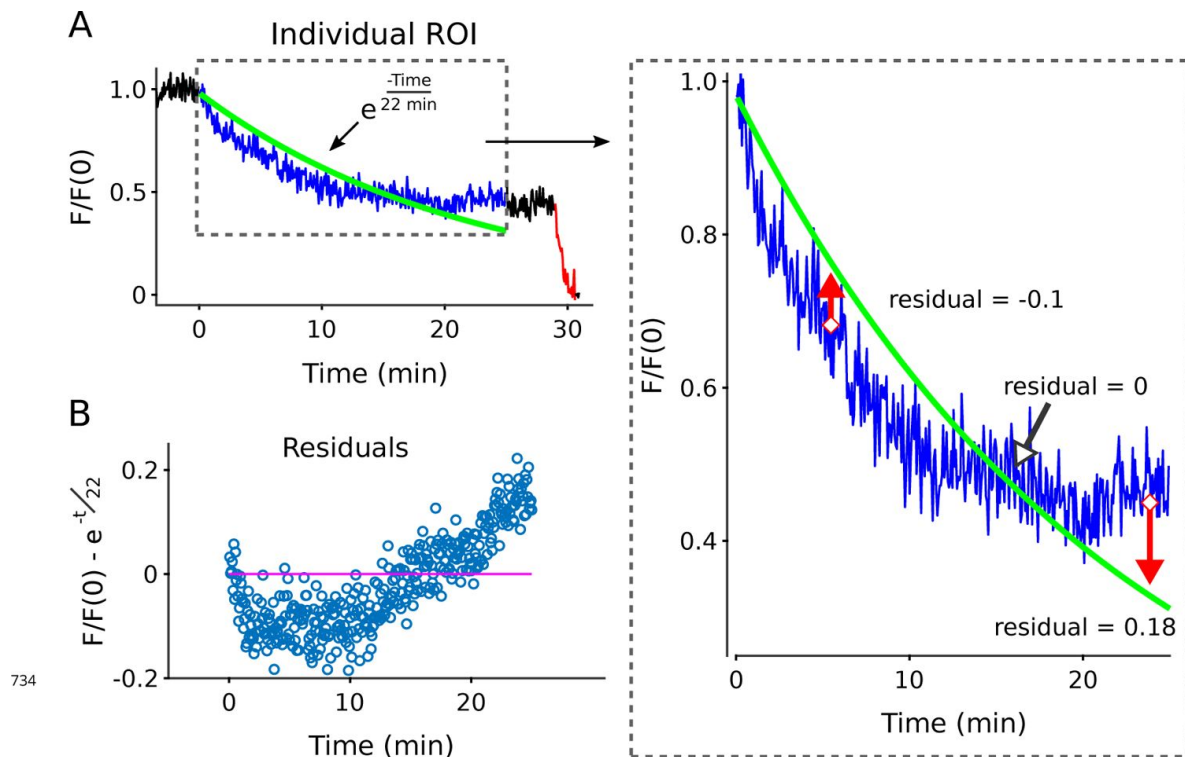 A
Individual ROI
F/F(0)
1.0
0.5
0
e^(-Time/22 min)
0
10
20
30
Time (min)
B
Residuals
F/F(0) - e^-t/22
0.2
0
-0.2
0
10
20
Time (min)
734
F/F(0)
1.0
0.8
0.6
0.4
residual = -0.1
residual = 0
residual = 0.18
0
10
20
Time (min)